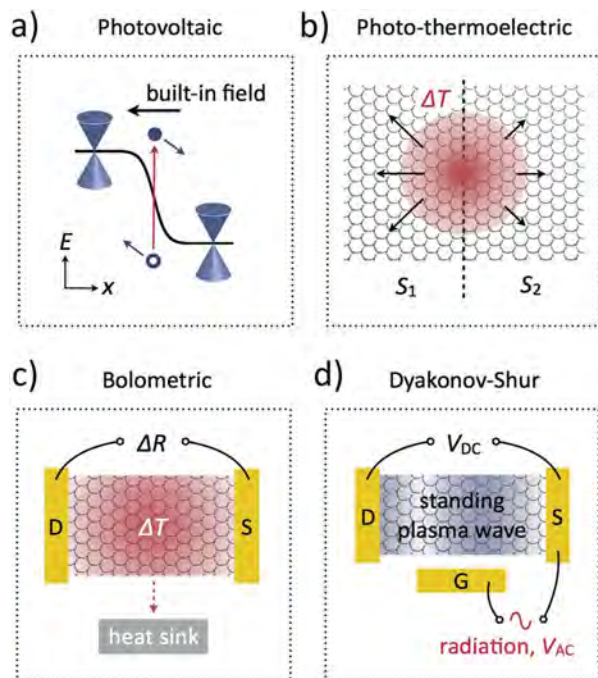 a) Photovoltaic
built-in field
E
x
b) Photo-thermoelectric
ΔT
S1 S2
c) Bolometric
ΔR
D ΔT S
heat sink
d) Dyakonov-Shur
VDC
D standing S
plasma wave
G
radiation, VAC